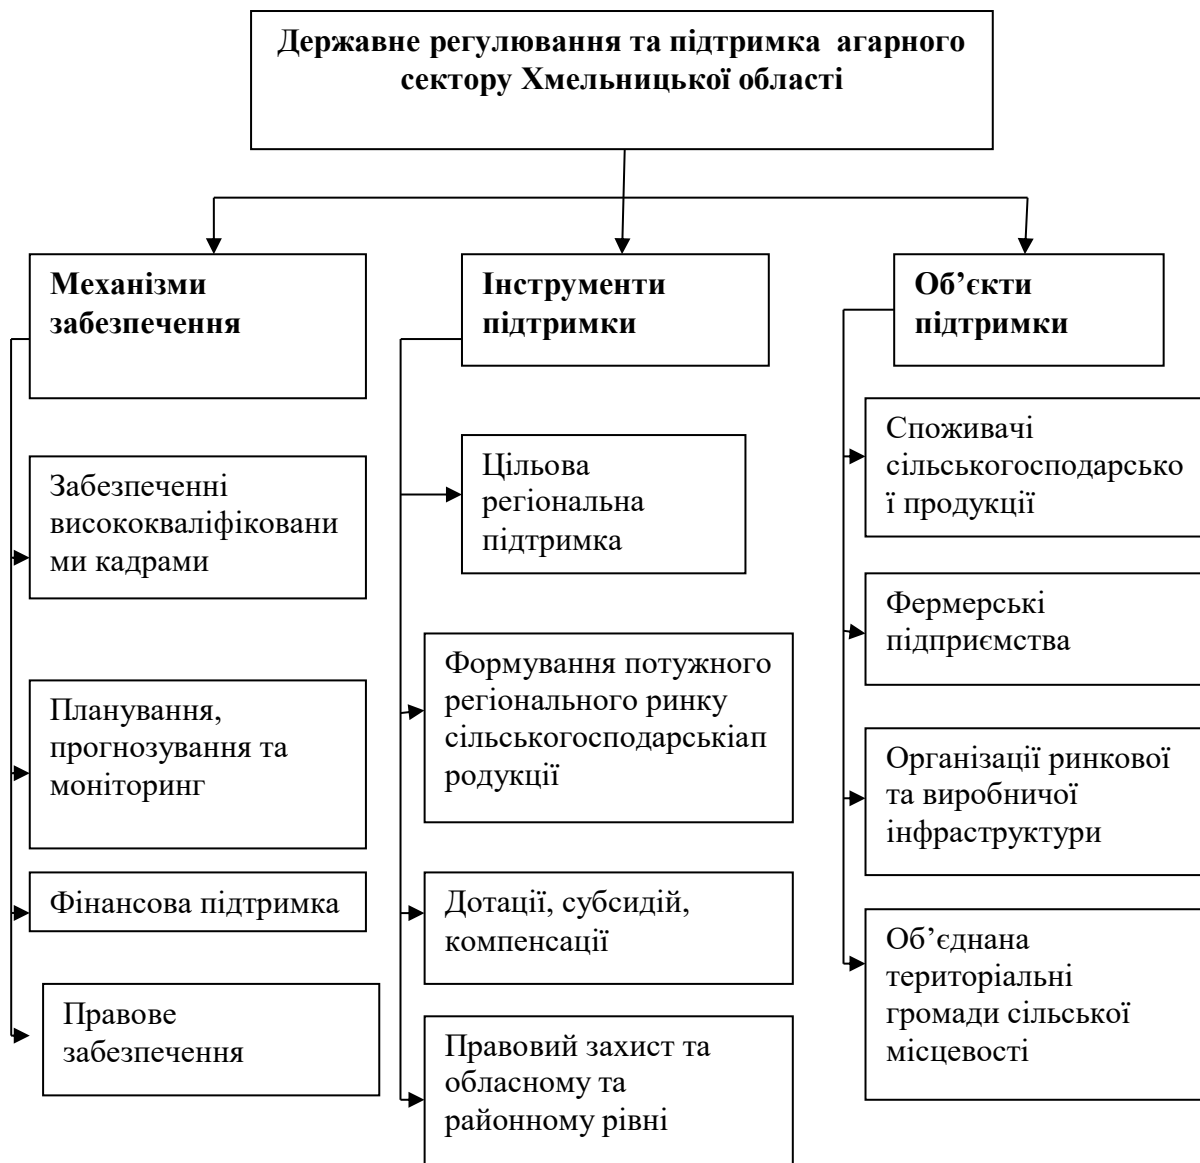 Державне регулювання та підтримка агарного
сектору Хмельницької області
Механізми
забезпечення
Забезпеченні
висококваліфіковани
ми кадрами
Планування,
прогнозування та
моніторинг
Фінансова підтримка
Правове
забезпечення
Інструменти
підтримки
Цільова
регіональна
підтримка
Формування потужного
регіонального ринку
сільськогосподарськіап
родукції
Дотації, субсидій,
компенсації
Правовий захист та
обласному та
районному рівні
Об’єкти
підтримки
Споживачі
сільськогосподарсько
ї продукції
Фермерські
підприємства
Організації ринкової
та виробничої
інфраструктури
Об’єднана
територіальні
громади сільської
місцевості